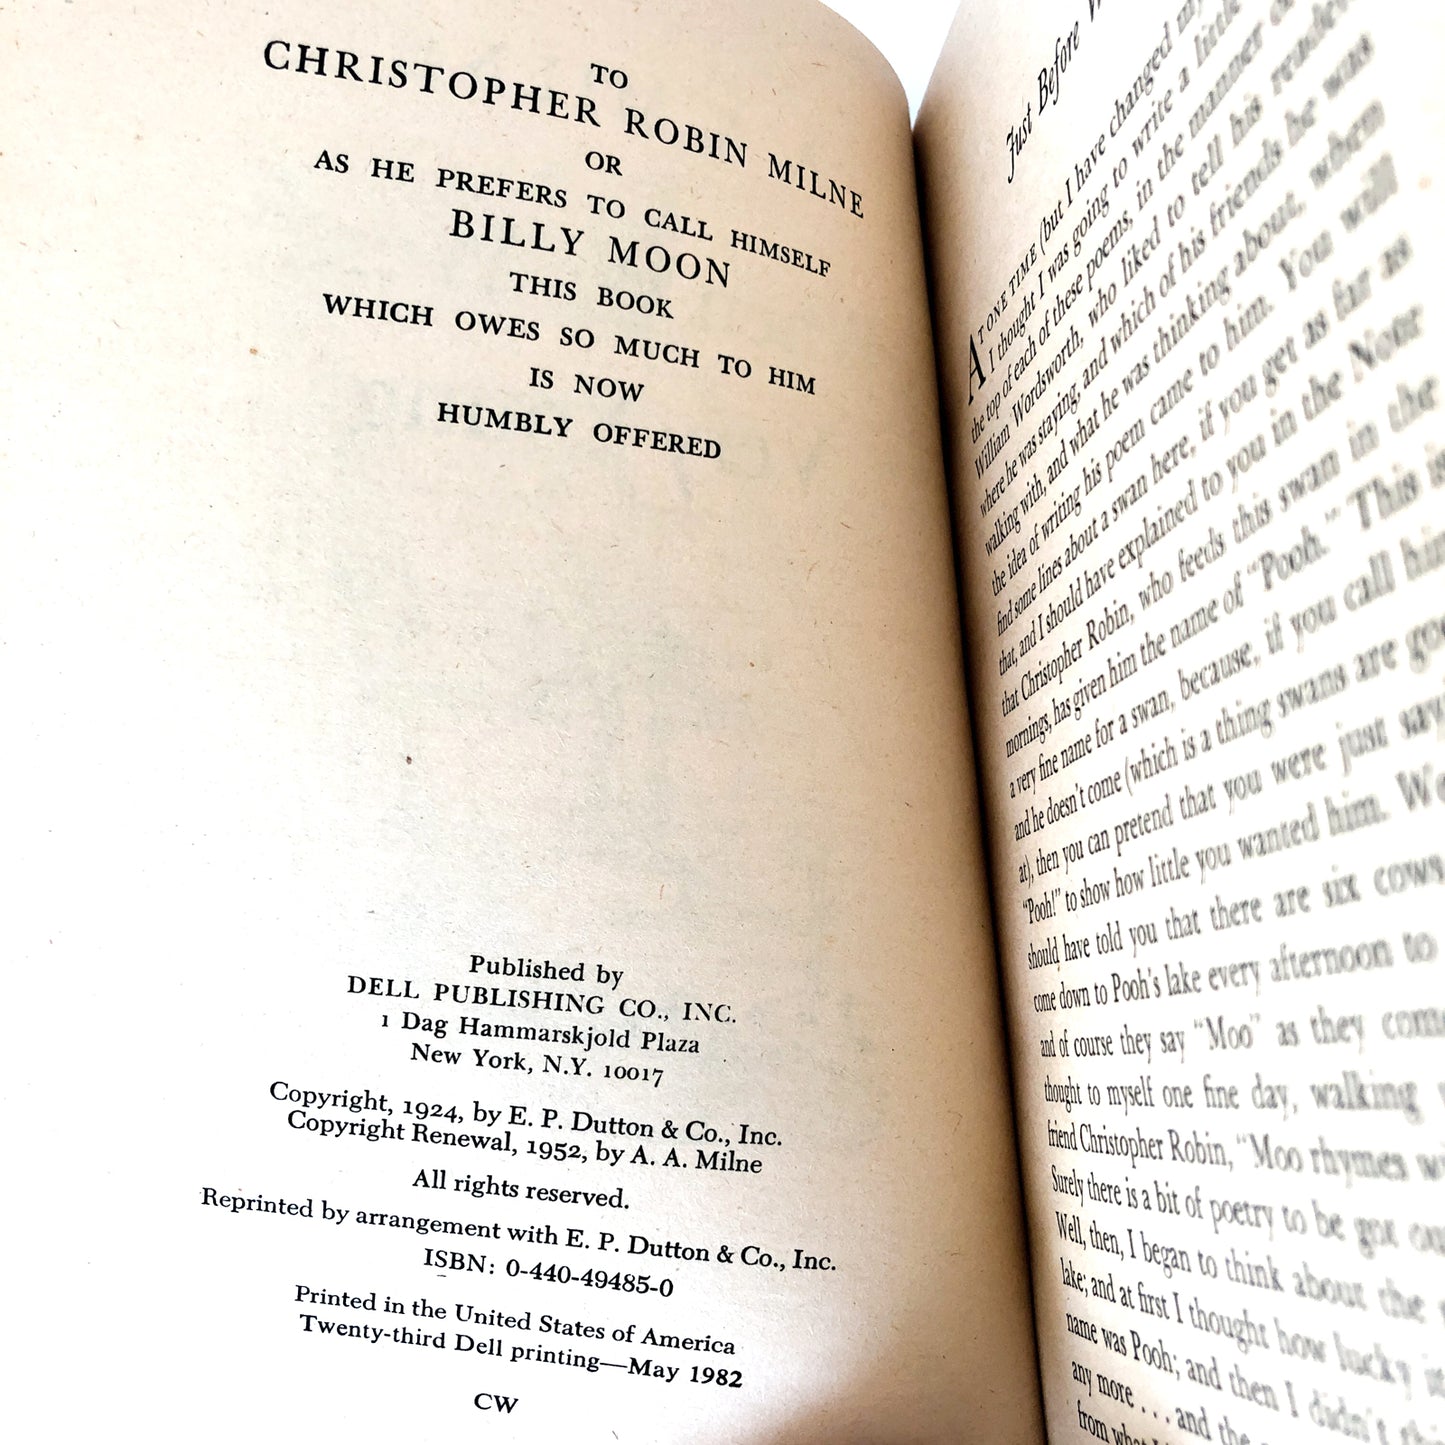 TO
CHRISTOPHER ROBIN MILNE
OR
AS HE PREFERS TO CALL HIMSELF
BILLY MOON
THIS BOOK
WHICH OWES SO MUCH TO HIM
IS NOW
HUMBLY OFFERED
Published by
DELL PUBLISHING CO., INC.
1 Dag Hammarskjold Plaza
New York, N.Y. 10017
Copyright, 1924, by E. P. Dutton & Co., Inc.
Copyright Renewal, 1952, by A. A. Milne
All rights reserved.
Reprinted by arrangement with E. P. Dutton & Co., Inc.
ISBN: 0-440-49485-0
Printed in the United States of America
Twenty-third Dell printing—May 1982
CW
Just Before
AT ONE TIME (but I have changed my
I thought I was going to write a little
the top of each of these poems, in the manner
William Wordsworth, who liked to tell his
where he was staying, and which of his friends he was
walking with, and what he was thinking about, when
the idea of writing his poem came to him. You will
find some lines about a swan here, if you get as far as
that, and I should have explained to you in the Note
that Christopher Robin, who feeds this swan in the
mornings, has given him the name of "Pooh." This is
a very fine name for a swan, because, if you call him
and he doesn't come (which is a thing swans are
at), then you can pretend that you were just
"Pooh!" to show how little you wanted him.
should have told you that there are six cows
come down to Pooh's lake every afternoon to
and of course they say "Moo" as they
thought to myself one fine day, walking
friend Christopher Robin, "Moo rhymes
Surely there is a bit of poetry to be got
Well, then, I began to think about the
lake; and at first I thought how lucky
name was Pooh; and then I didn't
any more . . . and the
from what